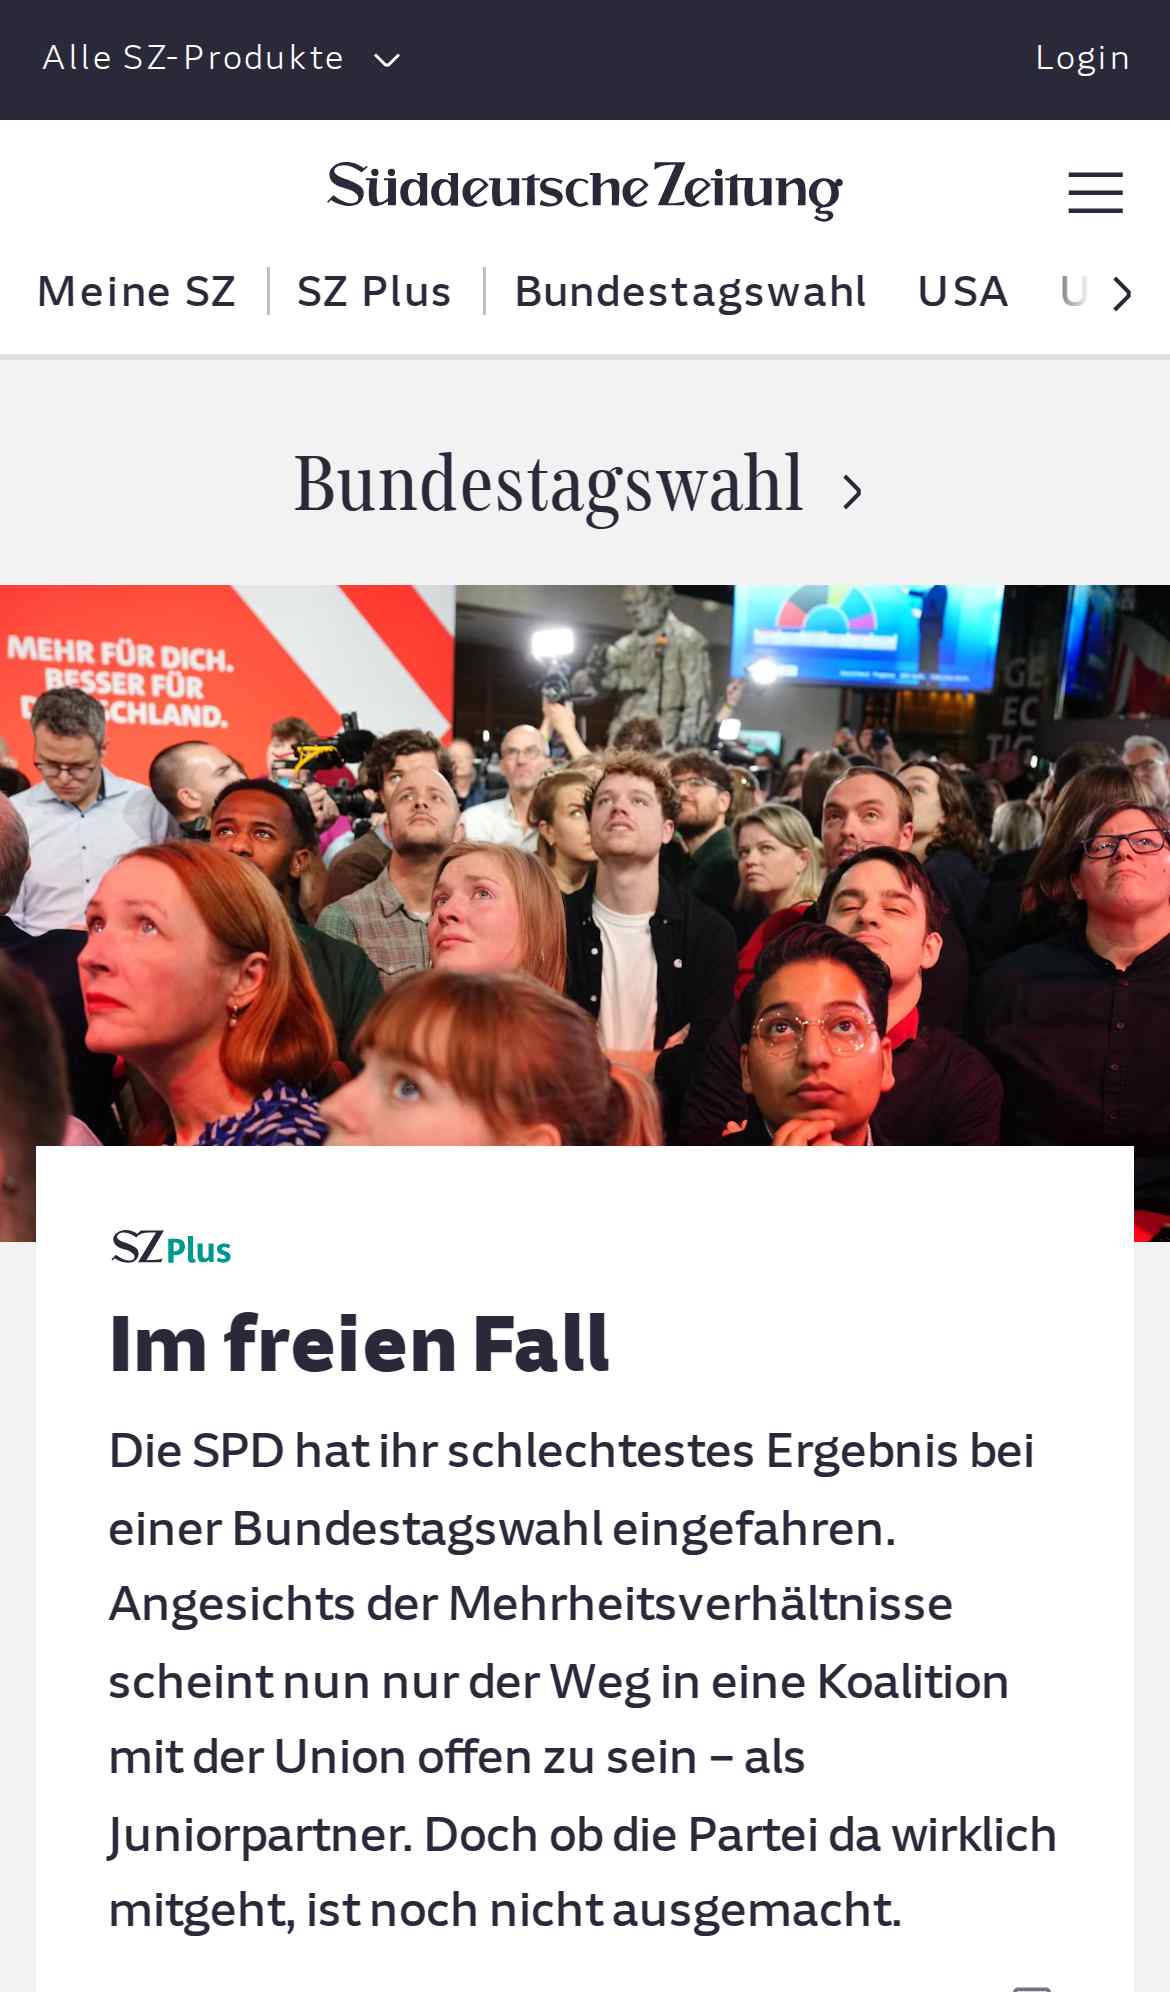 Alle SZ-Produkte
Login
Süddeutsche Zeitung
Meine SZ
SZ Plus
Bundestagswahl
USA
U
Bundestagswahl
MEHR FÜR DICH.
BESSER FÜR
SCHLAND.
GE
EC
SZ Plus
Im freien Fall
Die SPD hat ihr schlechtestes Ergebnis bei
einer Bundestagswahl eingefahren.
Angesichts der Mehrheitsverhältnisse
scheint nun nur der Weg in eine Koalition
mit der Union offen zu sein – als
Juniorpartner. Doch ob die Partei da wirklich
mitgeht, ist noch nicht ausgemacht.